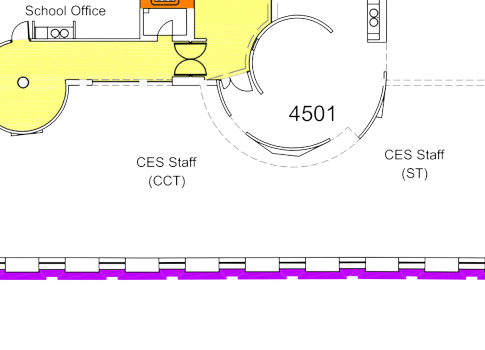 School Office
4501
CES Staff
(CCT)
CES Staff
(ST)